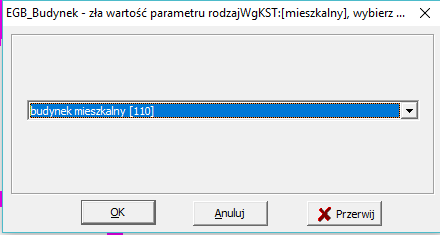 EGB_Budynek - zła wartość parametru rodzajWgKST:[mieszkalny], wybierz ...
budynek mieszkalny [110]
OK
Anuluj
Przerwij